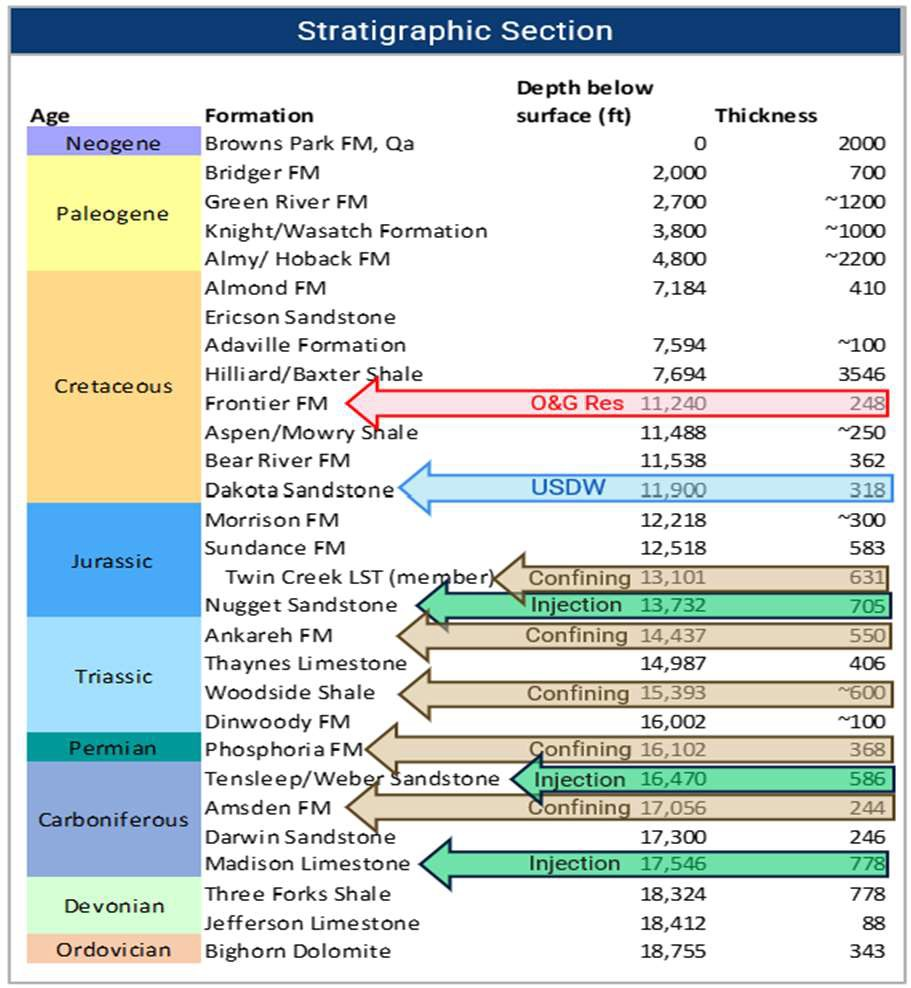 Stratigraphic Section
Depth below
Age Formation surface (ft) Thickness
Neogene Browns Park FM, Qa 0 2000
Bridger FM 2,000 700
Paleogene Green River FM 2,700 ~1200
Knight/Wasatch Formation 3,800 ~1000
Almy/ Hoback FM 4,800 ~2200
Almond FM 7,184 410
Ericson Sandstone
Adaville Formation 7,594 ~100
Cretaceous Hilliard/Baxter Shale 7,694 3546
Frontier FM O&G Res 11,240 248
Aspen/Mowry Shale 11,488 ~250
Bear River FM 11,538 362
Dakota Sandstone USDW 11,900 318
Morrison FM 12,218 ~300
Jurassic Sundance FM 12,518 583
Twin Creek LST (member) Confining 13,101 631
Nugget Sandstone Injection 13,732 705
Ankareh FM Confining 14,437 550
Triassic Thaynes Limestone 14,987 406
Woodside Shale Confining 15,393 ~600
Dinwoody FM 16,002 ~100
Permian Phosphoria FM Confining 16,102 368
Tensleep/Weber Sandstone Injection 16,470 586
Carboniferous Amsden FM Confining 17,056 244
Darwin Sandstone 17,300 246
Madison Limestone Injection 17,546 778
Devonian Three Forks Shale 18,324 778
Jefferson Limestone 18,412 88
Ordovician Bighorn Dolomite 18,755 343